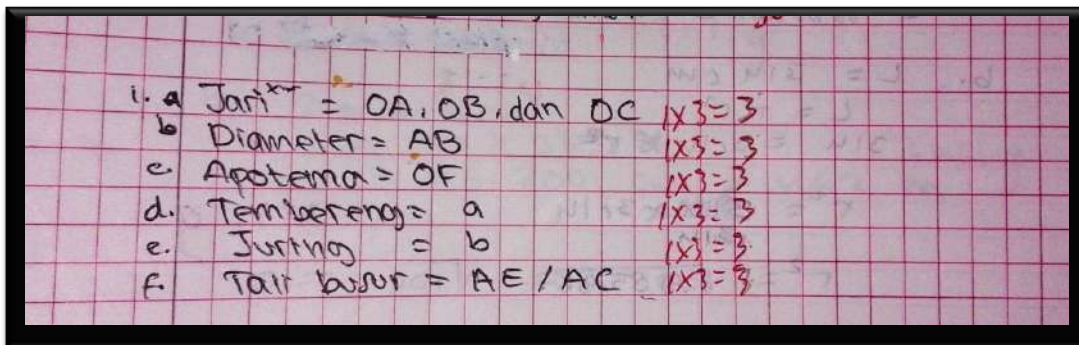 1. a Jari²⁻ = OA, OB, dan OC 1x3=3
b Diameter = AB 1x3=3
c. Apotema = OF 1x3=3
d. Tembereng = a 1x3=3
e. Juring = b 1x3=3
f. Tali busur = AE / AC 1x3=3